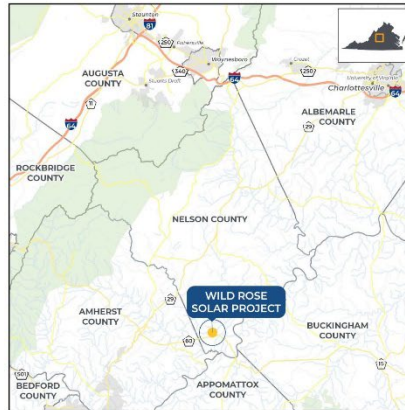 Staunton
81
250
Fishersville
Waynesboro
340
64
Crozet
250
AUGUSTA
COUNTY
Stuarts Draft
University of Virginia
Charlottesville
64
11
64
29
ALBEMARLE
COUNTY
ROCKBRIDGE
COUNTY
NELSON COUNTY
WILD ROSE
SOLAR PROJECT
29
AMHERST
COUNTY
60
BUCKINGHAM
COUNTY
15
501
BEDFORD
COUNTY
APPOMATTOX
COUNTY